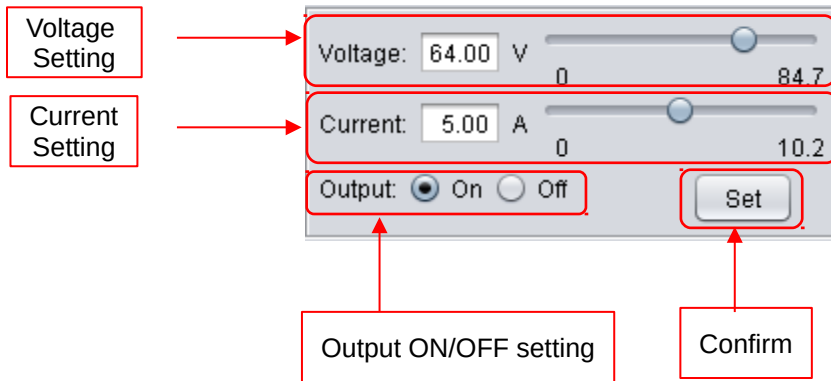 Voltage
Setting
Voltage: 64.00 V
0 84.7
Current
Setting
Current: 5.00 A
0 10.2
Output: On Off
Set
Output ON/OFF setting
Confirm